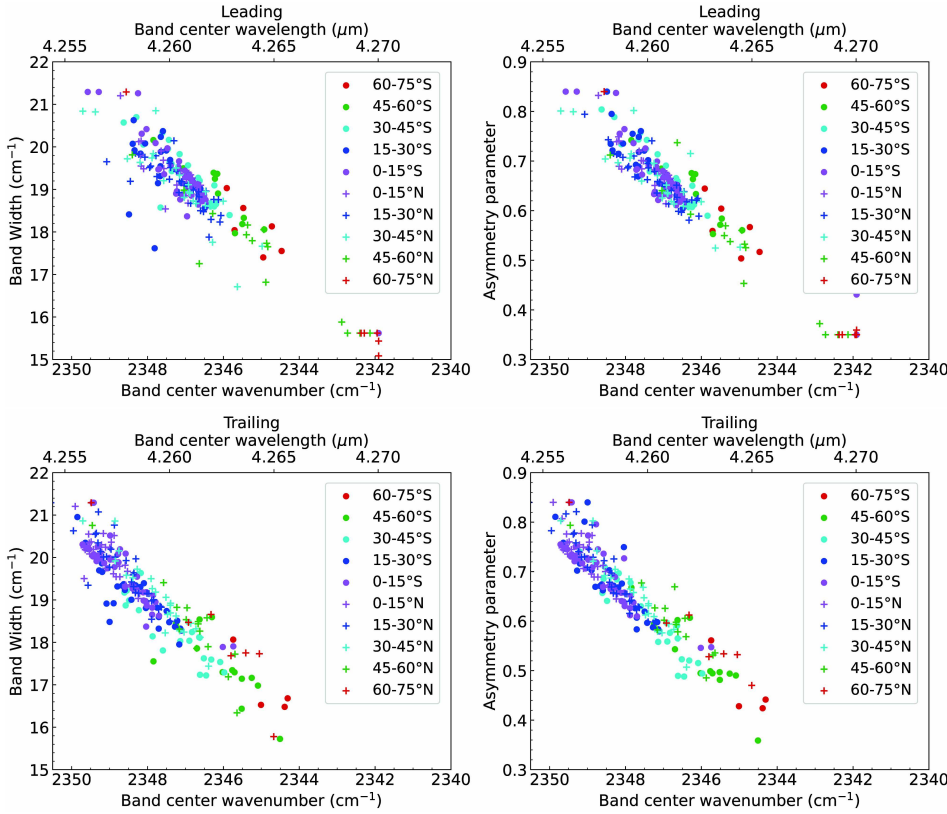 Leading
Band center wavelength (μm)
4.255 4.260 4.265 4.270
22
21
20
19
18
17
16
15
Band Width (cm⁻¹)
60-75°S
45-60°S
30-45°S
15-30°S
0-15°S
0-15°N
15-30°N
30-45°N
45-60°N
60-75°N
2350 2348 2346 2344 2342 2340
Band center wavenumber (cm⁻¹)
Leading
Band center wavelength (μm)
4.255 4.260 4.265 4.270
0.9
0.8
0.7
0.6
0.5
0.4
0.3
Asymmetry parameter
60-75°S
45-60°S
30-45°S
15-30°S
0-15°S
0-15°N
15-30°N
30-45°N
45-60°N
60-75°N
2350 2348 2346 2344 2342 2340
Band center wavenumber (cm⁻¹)
Trailing
Band center wavelength (μm)
4.255 4.260 4.265 4.270
22
21
20
19
18
17
16
15
Band Width (cm⁻¹)
60-75°S
45-60°S
30-45°S
15-30°S
0-15°S
0-15°N
15-30°N
30-45°N
45-60°N
60-75°N
2350 2348 2346 2344 2342 2340
Band center wavenumber (cm⁻¹)
Trailing
Band center wavelength (μm)
4.255 4.260 4.265 4.270
0.9
0.8
0.7
0.6
0.5
0.4
0.3
Asymmetry parameter
60-75°S
45-60°S
30-45°S
15-30°S
0-15°S
0-15°N
15-30°N
30-45°N
45-60°N
60-75°N
2350 2348 2346 2344 2342 2340
Band center wavenumber (cm⁻¹)